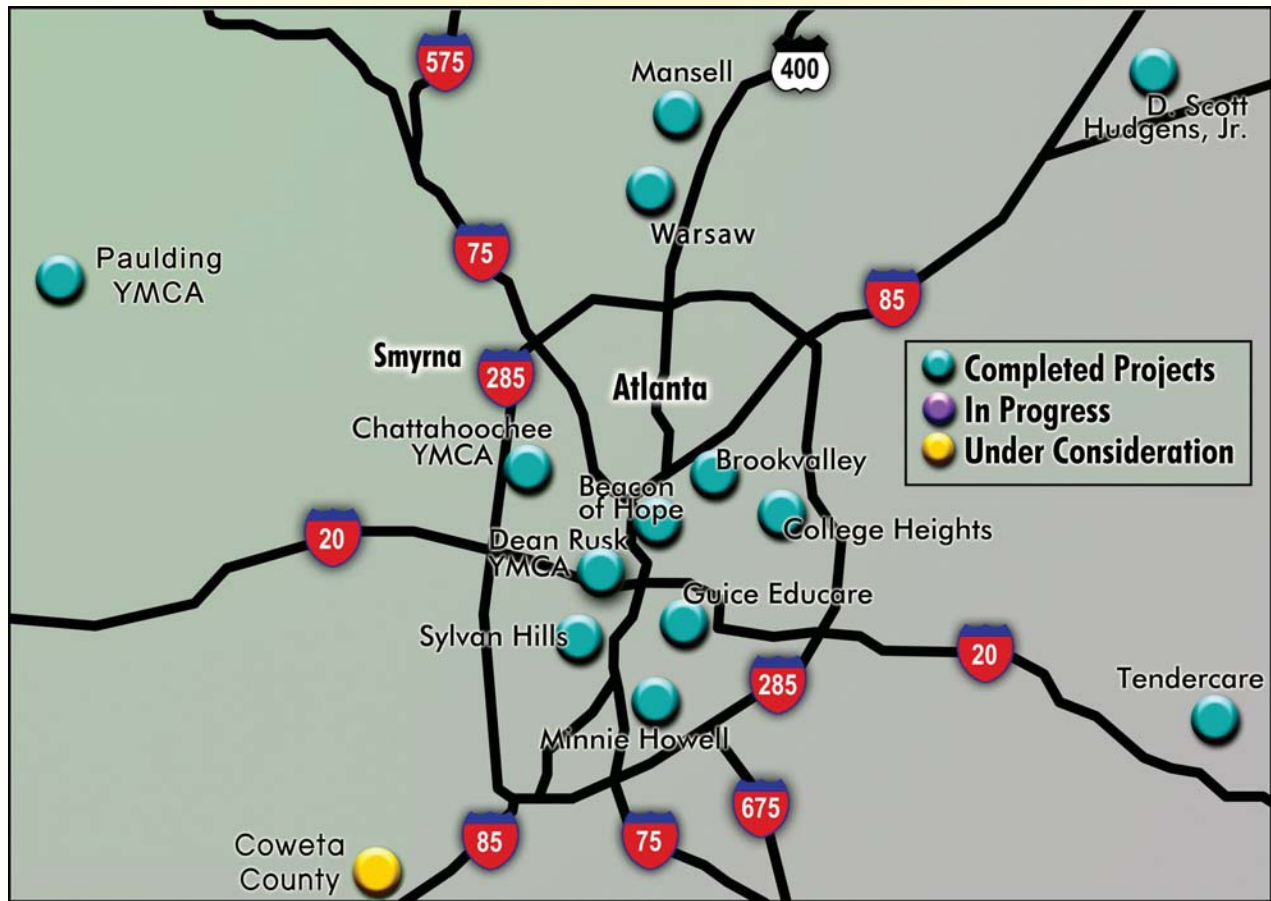 575
Mansell
400
D. Scott
Hudgens, Jr.
Warsaw
75
Paulding
YMCA
85
Smyrna
285
Atlanta
Completed Projects
In Progress
Under Consideration
Chattahoochee
YMCA
Brookvalley
Beacon
of Hope
College Heights
20
Dean Rusk
YMCA
Guice Educare
Sylvan Hills
20
285
Tendercare
Minnie Howell
675
85
75
Coweta
County